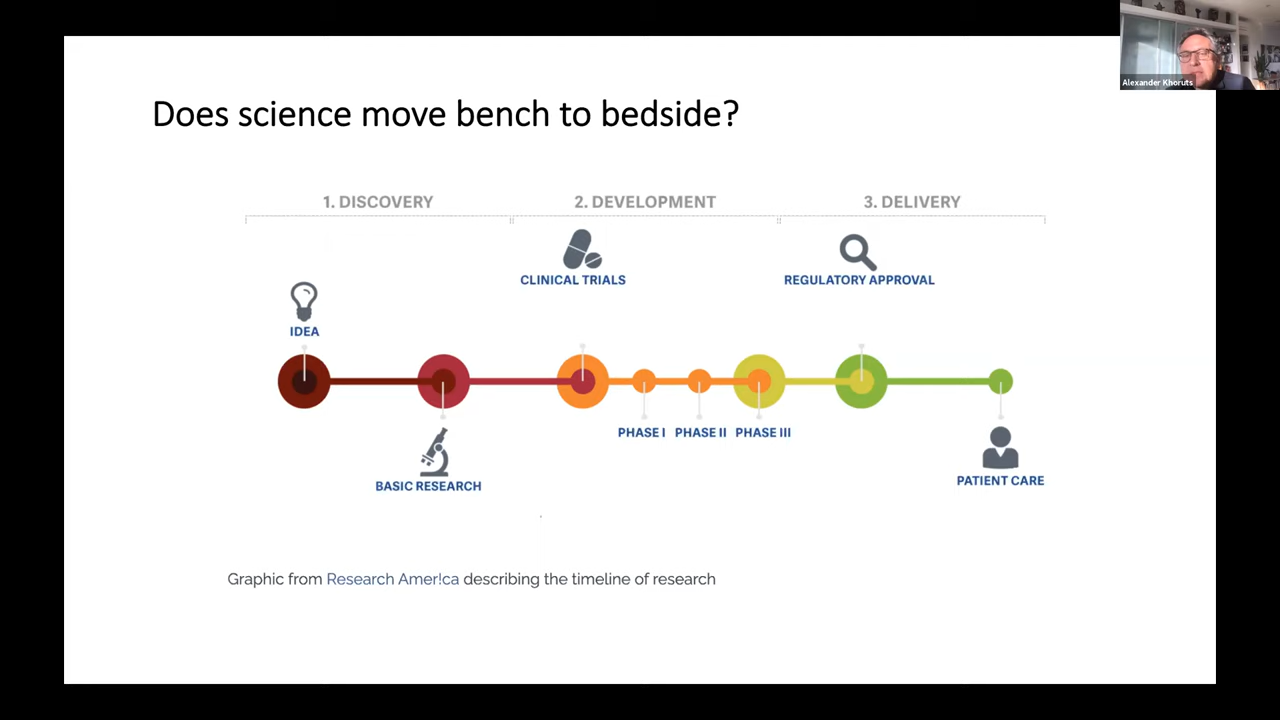 Alexander Khoruts
Does science move bench to bedside?
1. DISCOVERY
2. DEVELOPMENT
3. DELIVERY
CLINICAL TRIALS
REGULATORY APPROVAL
IDEA
PHASE I
PHASE II
PHASE III
BASIC RESEARCH
PATIENT CARE
Graphic from Research Amer!ca describing the timeline of research